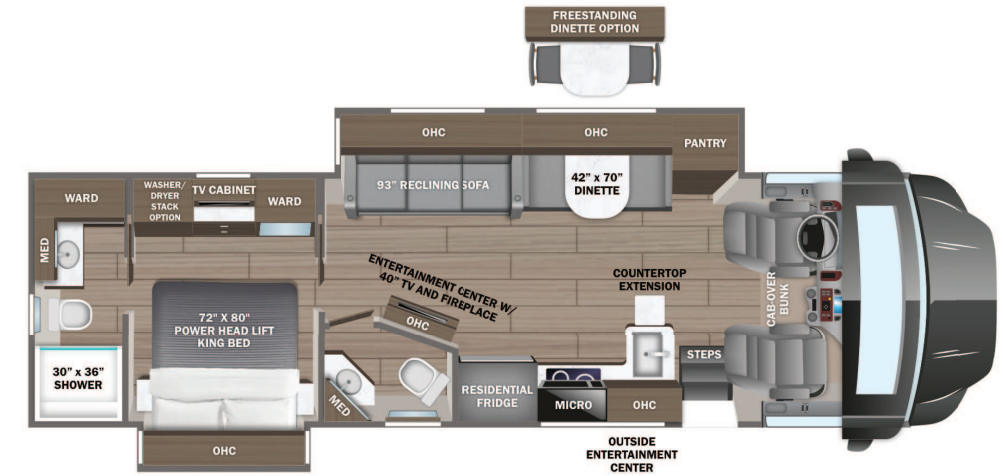 FREESTANDING
DINETTE OPTION
OHC
OHC
PANTRY
93" RECLINING SOFA
42" x 70"
DINETTE
WARD
WASHER/
DRYER
STACK
OPTION
TV CABINET
WARD
MED
72" X 80"
POWER HEAD LIFT
KING BED
30" x 36"
SHOWER
OHC
ENTERTAINMENT CENTER W/
40" TV AND FIREPLACE
OHC
MED
RESIDENTIAL
FRIDGE
MICRO
OHC
COUNTERTOP
EXTENSION
STEPS
CAB-OVER
BUNK
OUTSIDE
ENTERTAINMENT
CENTER